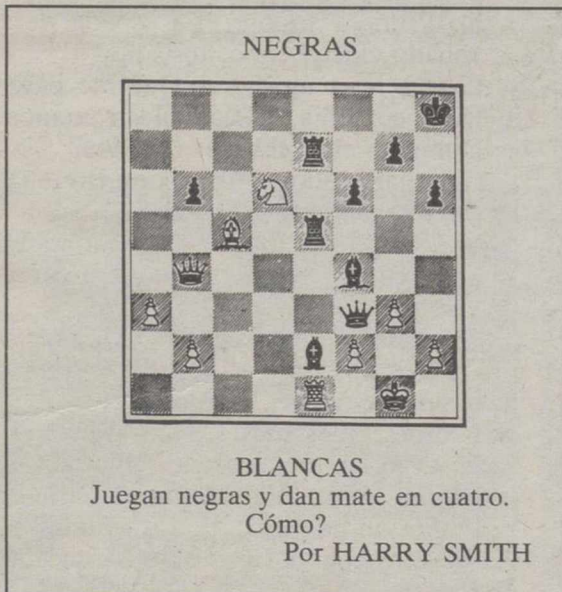 NEGRAS
BLANCAS
Juegan negras y dan mate en cuatro.
Cómo?
Por HARRY SMITH